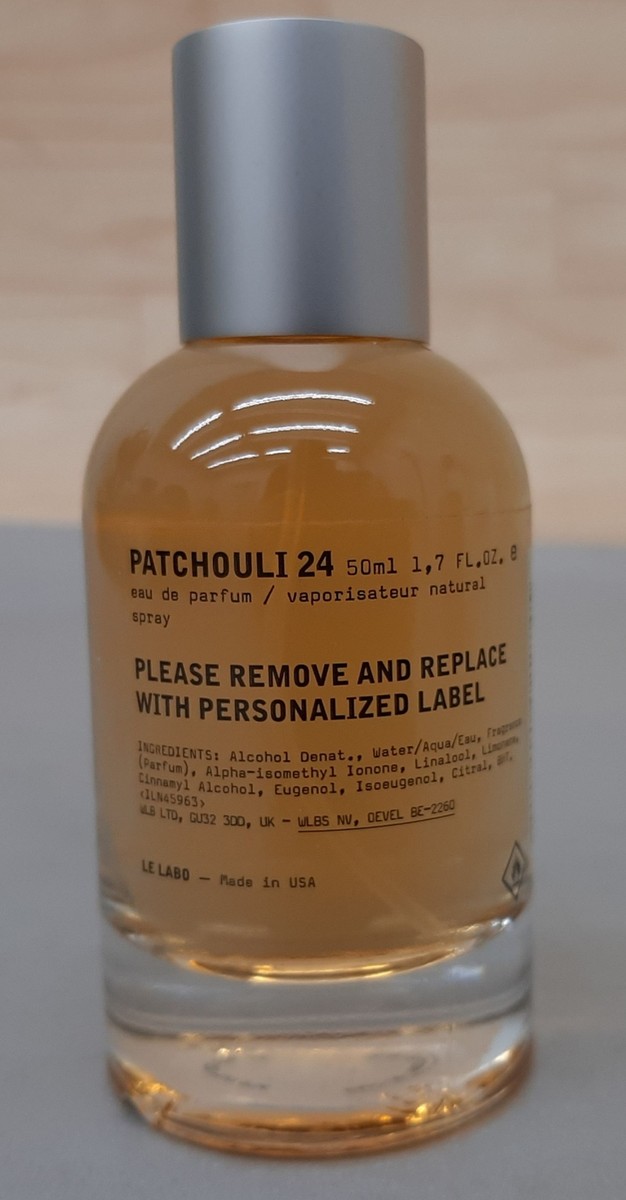 PATCHOULI 24 50ml 1,7 FL.OZ. e
eau de parfum / vaporisateur natural
spray
PLEASE REMOVE AND REPLACE
WITH PERSONALIZED LABEL
INGREDIENTS: Alcohol Denat., Water/Aqua/Eau, Fragrance
(Parfum), Alpha-isomethyl Ionone, Linalool, Limonene,
Cinnamyl Alcohol, Eugenol, Isoeugenol, Citral, BHT,
<ILN45963>
WLB LTD, GU32 3DD, UK – WLBS NV, OEVEL BE-2260
LE LABO – Made in USA